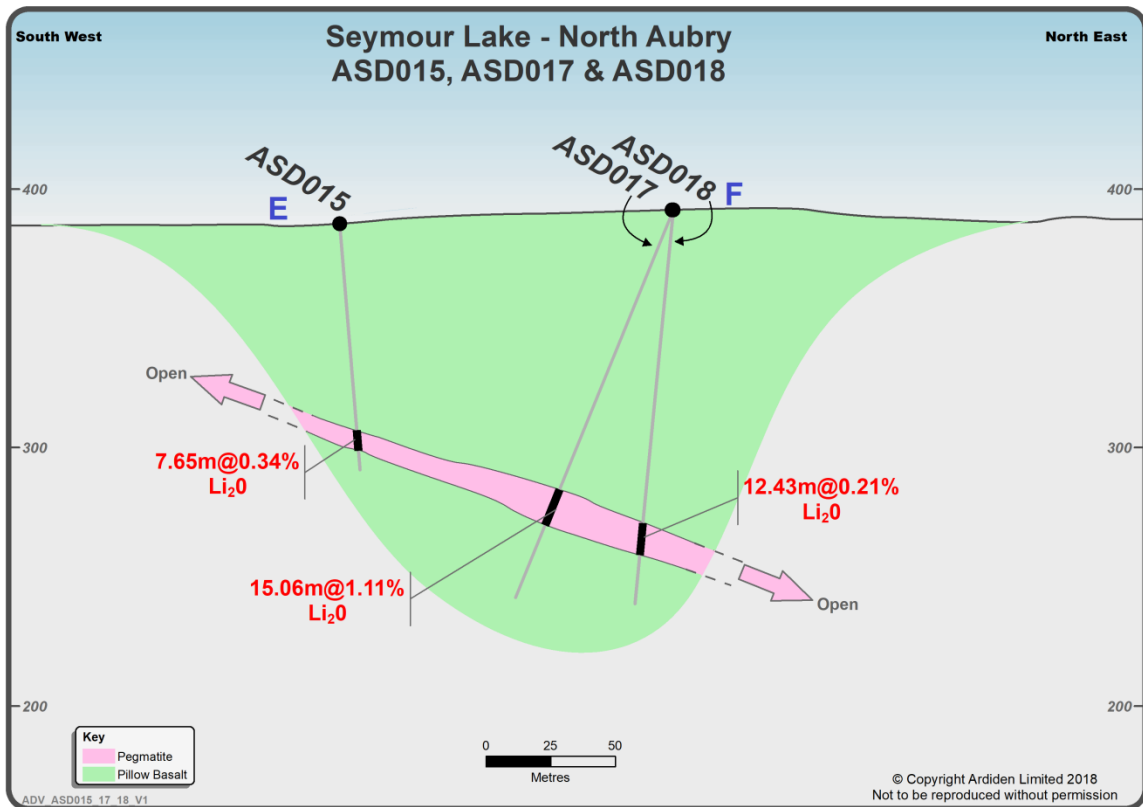 South West
Seymour Lake - North Aubry
North East
ASD015, ASD017 & ASD018
ASD015
ASD017
ASD018
E
F
400
400
Open
300
300
7.65m@0.34%
Li₂0
12.43m@0.21%
Li₂0
15.06m@1.11%
Li₂0
Open
200
200
Key
Pegmatite
Pillow Basalt
0 25 50
Metres
© Copyright Ardiden Limited 2018
Not to be reproduced without permission
ADV_ASD015_17_18_V1